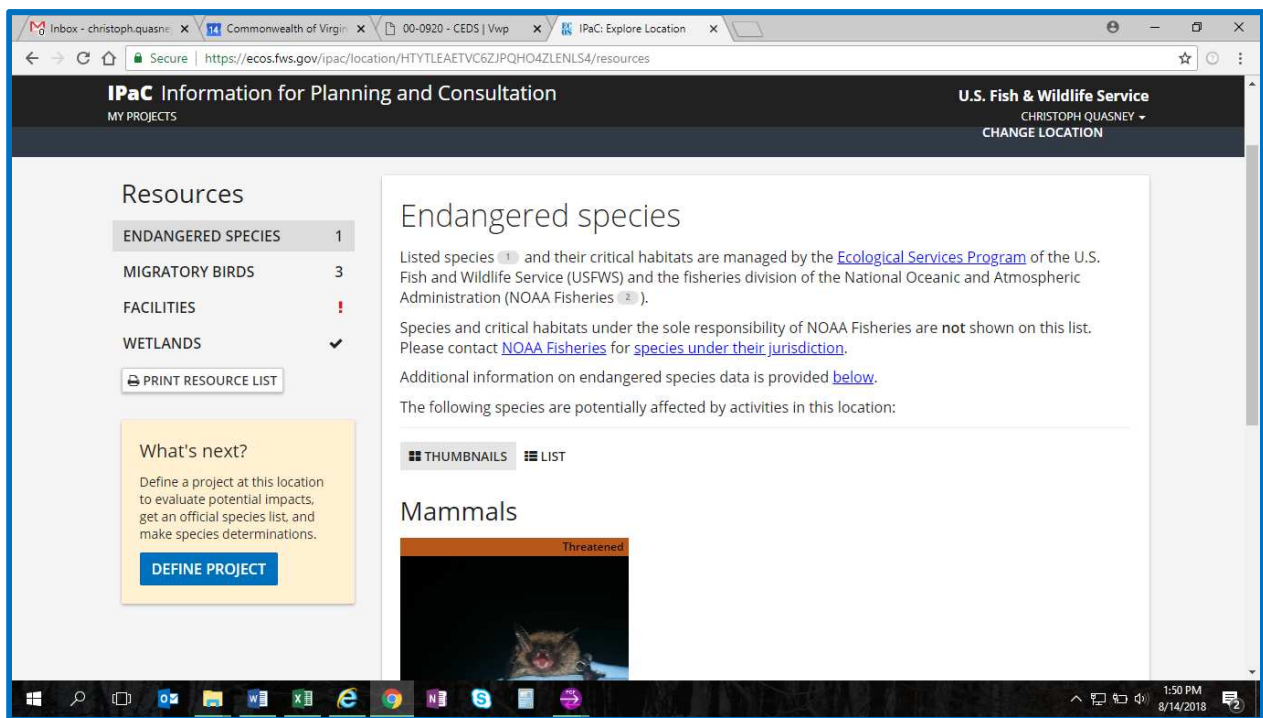 Inbox - christoph.quasne
14 Commonwealth of Virgin
00-0920 - CEDS | Vwp
IPaC: Explore Location
Secure | https://ecos.fws.gov/ipac/location/HTYTLEAETVC6ZJPQHO4ZLENLS4/resources
IPaC Information for Planning and Consultation
U.S. Fish & Wildlife Service
MY PROJECTS
CHRISTOPH QUASNEY
CHANGE LOCATION
Resources
ENDANGERED SPECIES 1
MIGRATORY BIRDS 3
FACILITIES !
WETLANDS ✔
PRINT RESOURCE LIST
What's next?
Define a project at this location
to evaluate potential impacts,
get an official species list, and
make species determinations.
DEFINE PROJECT
Endangered species
Listed species 1 and their critical habitats are managed by the Ecological Services Program of the U.S.
Fish and Wildlife Service (USFWS) and the fisheries division of the National Oceanic and Atmospheric
Administration (NOAA Fisheries 2 ).
Species and critical habitats under the sole responsibility of NOAA Fisheries are not shown on this list.
Please contact NOAA Fisheries for species under their jurisdiction.
Additional information on endangered species data is provided below.
The following species are potentially affected by activities in this location:
THUMBNAILS LIST
Mammals
Threatened
1:50 PM
8/14/2018
2